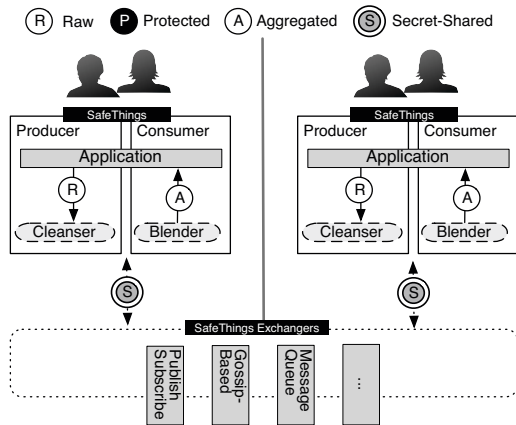 R Raw P Protected A Aggregated S Secret-Shared
SafeThings
Producer Consumer
Application
R A
Cleanser Blender
S
SafeThings
Producer Consumer
Application
R A
Cleanser Blender
S
SafeThings Exchangers
Publish
Subscribe
Gossip-
Based
Message
Queue
...